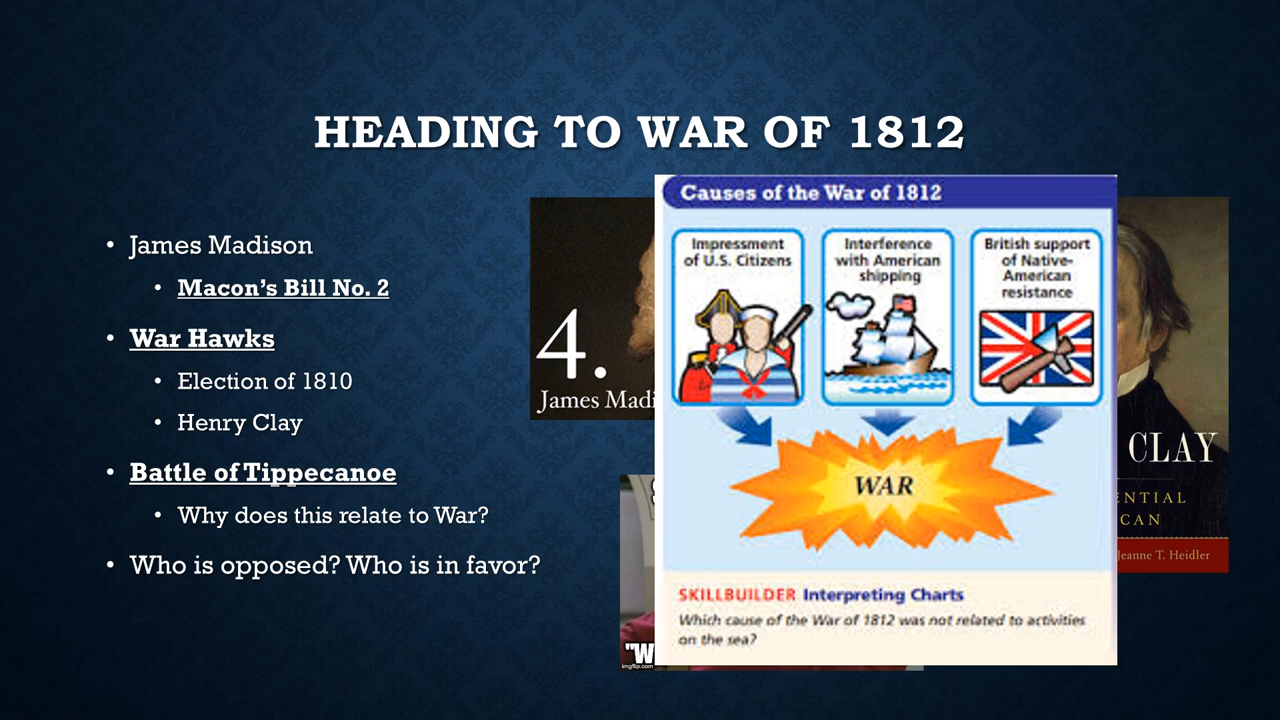 HEADING TO WAR OF 1812
• James Madison
• Macon's Bill No. 2
• War Hawks
• Election of 1810
• Henry Clay
• Battle of Tippecanoe
• Why does this relate to War?
• Who is opposed? Who is in favor?
4.
James Madi
Causes of the War of 1812
Impressment
of U.S. Citizens
Interference
with American
shipping
British support
of Native-
American
resistance
WAR
SKILLBUILDER Interpreting Charts
Which cause of the War of 1812 was not related to activities
on the sea?
CLAY
ENTIAL
CAN
Jeanne T. Heidler
"W
imgflip.com